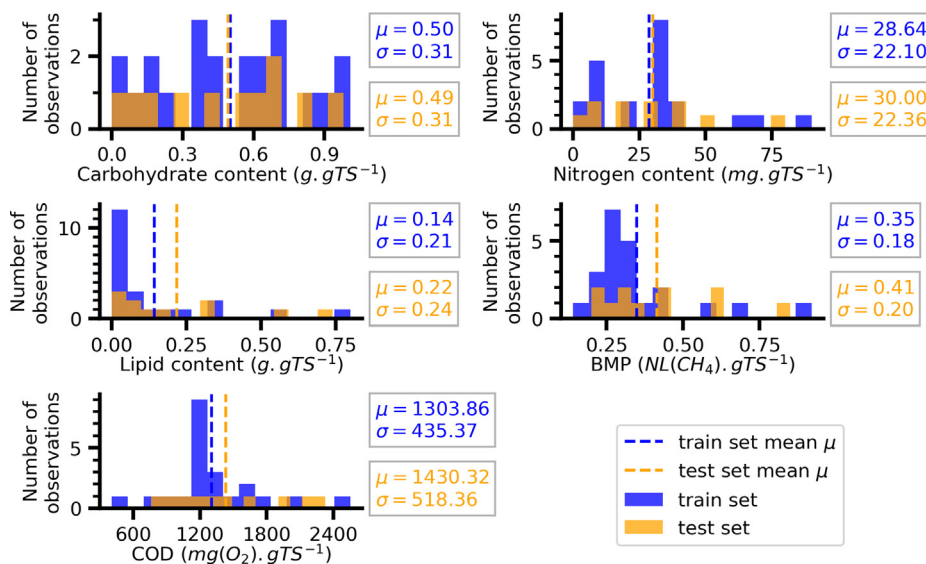 Number of
observations
2
0
0.0 0.3 0.6 0.9
Carbohydrate content (g.gTS⁻¹)
μ = 0.50
σ = 0.31
μ = 0.49
σ = 0.31
Number of
observations
5
0
0 25 50 75
Nitrogen content (mg.gTS⁻¹)
μ = 28.64
σ = 22.10
μ = 30.00
σ = 22.36
Number of
observations
10
0
0.00 0.25 0.50 0.75
Lipid content (g.gTS⁻¹)
μ = 0.14
σ = 0.21
μ = 0.22
σ = 0.24
Number of
observations
5
0
0.25 0.50 0.75
BMP (NL(CH₄).gTS⁻¹)
μ = 0.35
σ = 0.18
μ = 0.41
σ = 0.20
Number of
observations
5
0
600 1200 1800 2400
COD (mg(O₂).gTS⁻¹)
μ = 1303.86
σ = 435.37
μ = 1430.32
σ = 518.36
train set mean μ
test set mean μ
train set
test set